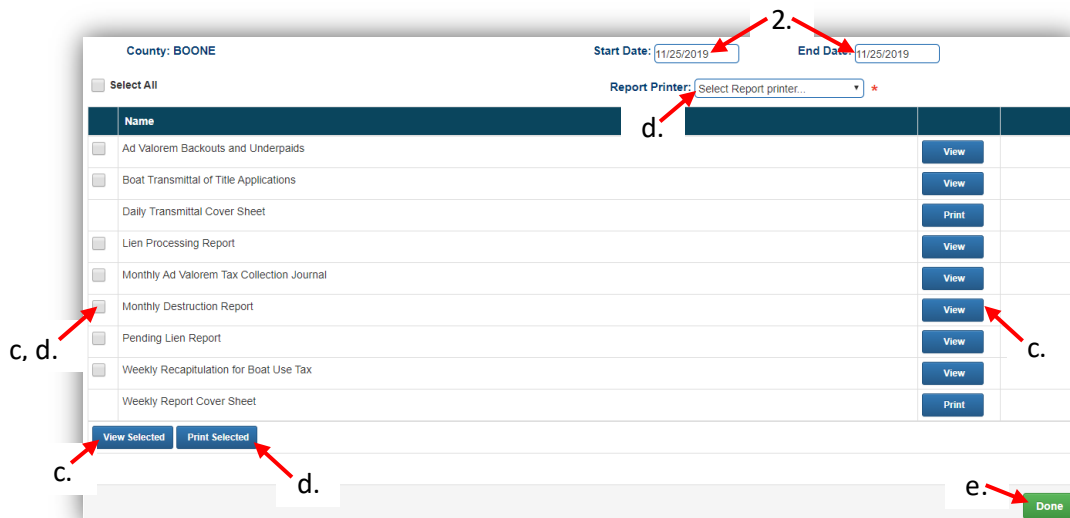 2.
County: BOONE Start Date: 11/25/2019 End Date: 11/25/2019
Select All Report Printer: Select Report printer... *
d.
Name
Ad Valorem Backouts and Underpaids View
Boat Transmittal of Title Applications View
Daily Transmittal Cover Sheet Print
Lien Processing Report View
Monthly Ad Valorem Tax Collection Journal View
Monthly Destruction Report View
c, d.
c.
Pending Lien Report View
Weekly Recapitulation for Boat Use Tax View
Weekly Report Cover Sheet Print
View Selected Print Selected
c.
d.
e.
Done